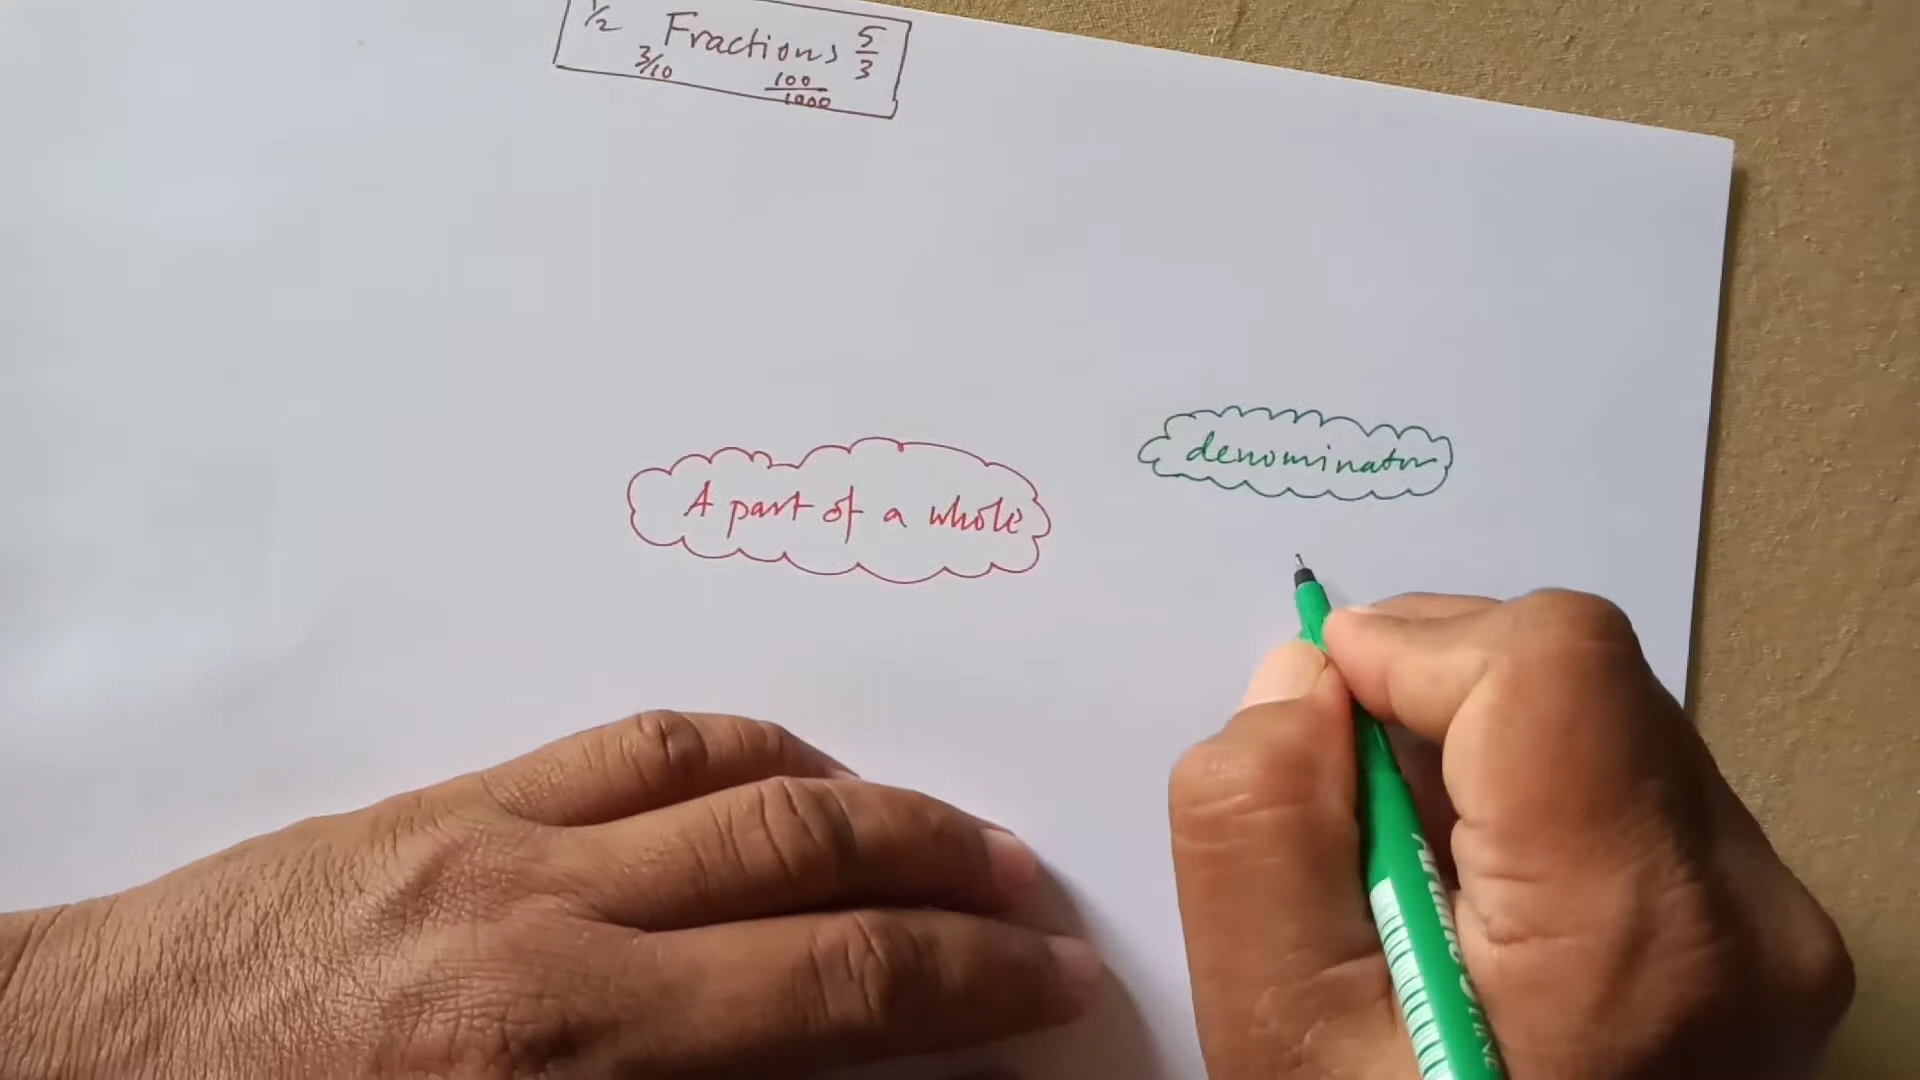 1/2 Fractions 5/3
3/10 100/1000
denominator
A part of a whole